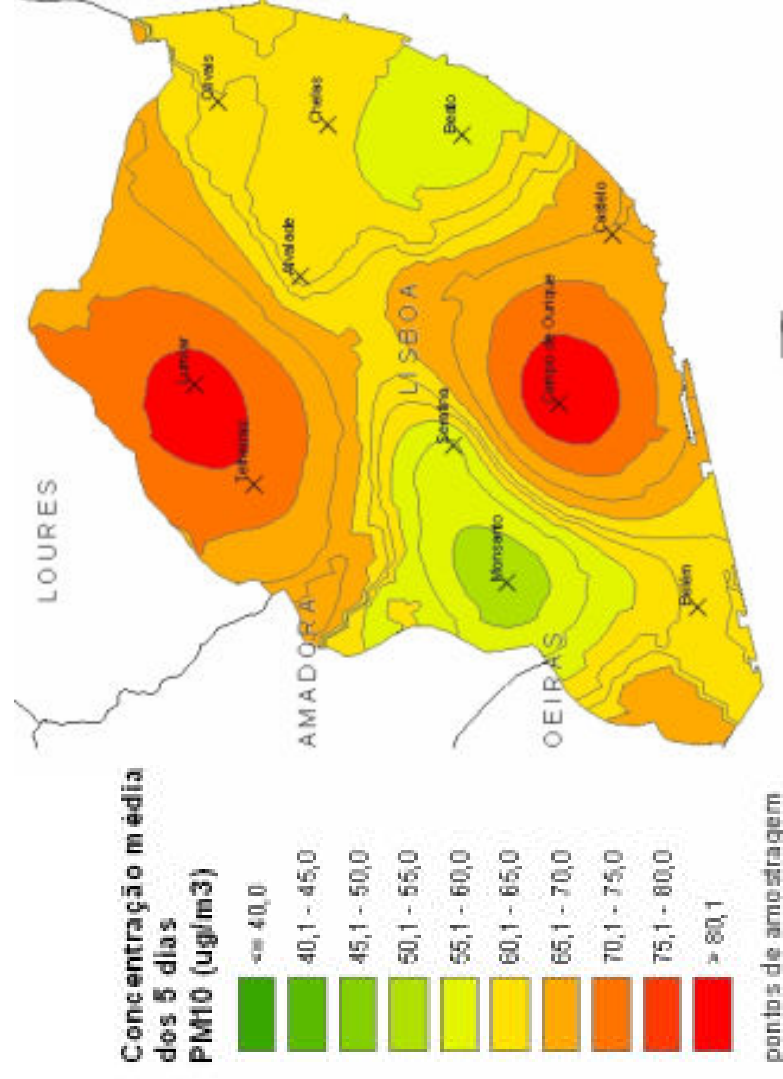 LOURES
AMADORA
OEIRAS
LISBOA
Olivais
Chelas
Beato
Alvalade
Castelo
Lumiar
Telheiras
Campo de Ourique
Serafina
Monsanto
Belém
Concentração média
dos 5 dias
PM10 (ug/m3)
<= 40,0
40,1 - 45,0
45,1 - 50,0
50,1 - 55,0
55,1 - 60,0
60,1 - 65,0
65,1 - 70,0
70,1 - 75,0
75,1 - 80,0
> 80,1
pontos de amostragem